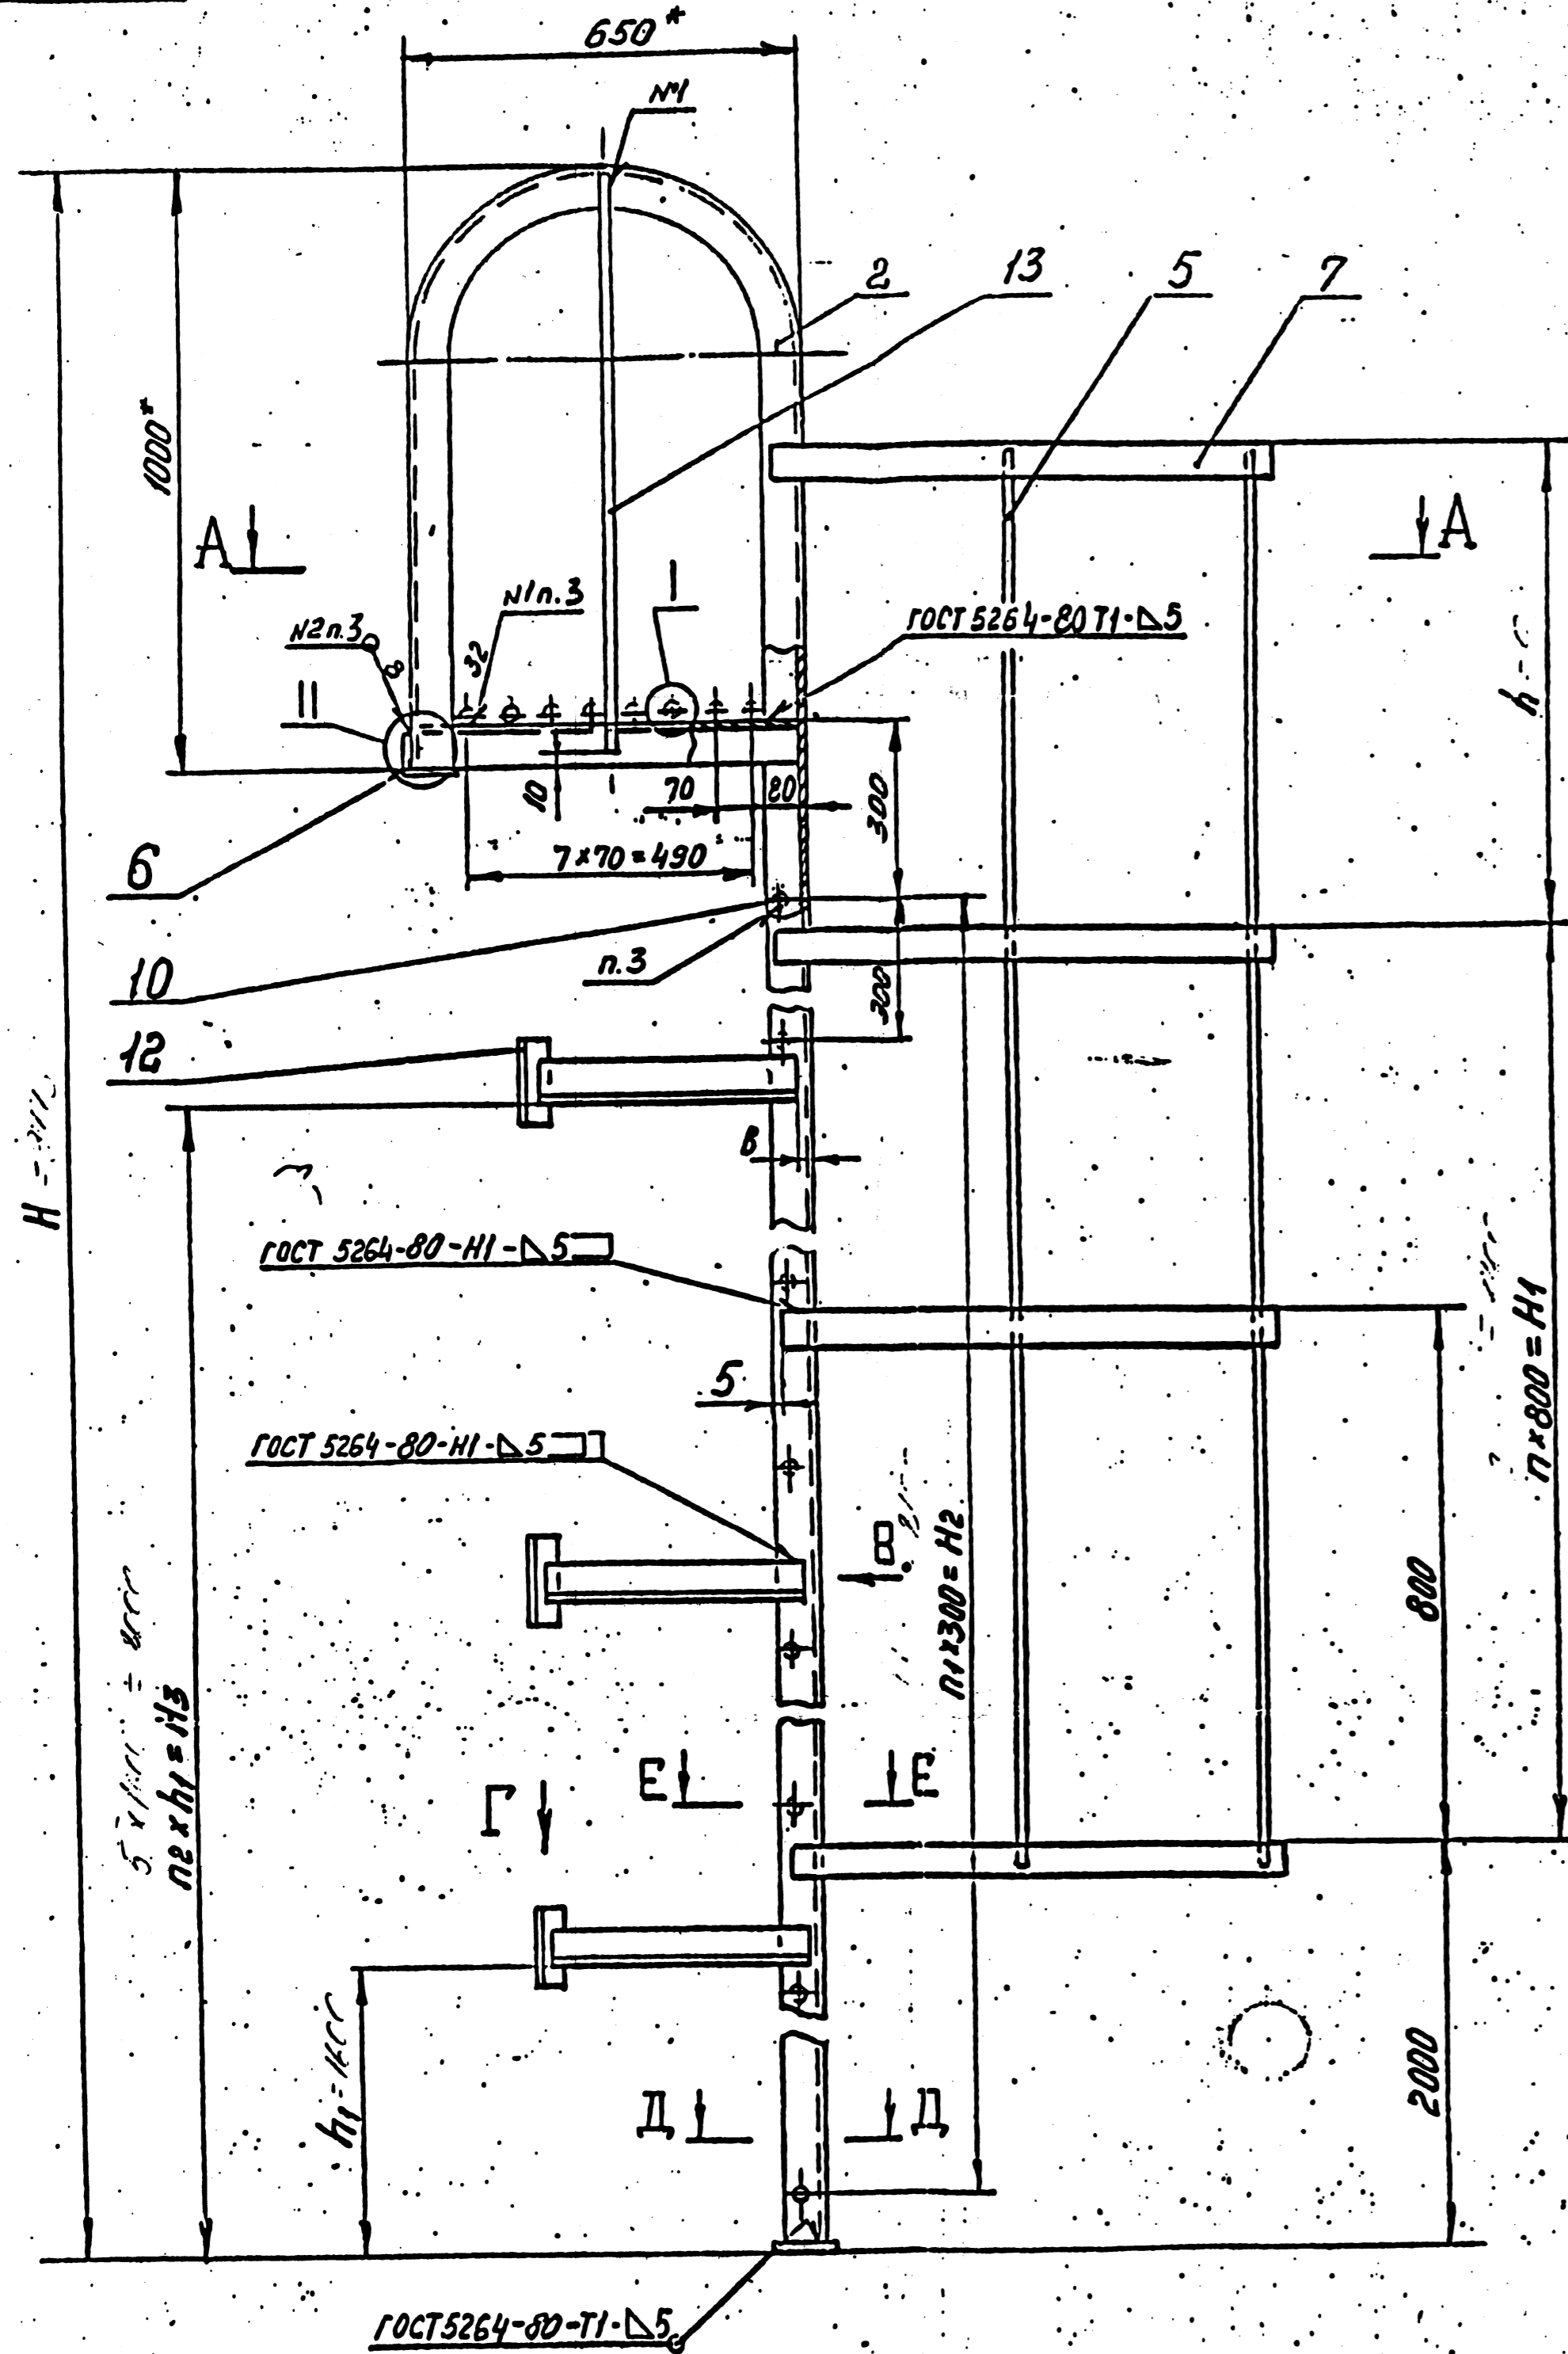 650*
№1
2
13
5
7
1000*
А
А
N1п.3
I
N2п.3
8
32
ГОСТ 5264-80 Т1-⊿5
II
h =
10
70
80
300
7×70=490
6
п.3
10
300
12
H =
в
ГОСТ 5264-80-Н1-⊿5
5
n×800=H1
ГОСТ 5264-80-Н1-⊿5
В
n1×300=H2
800
n2×h1=H3
Е
Е
Г
h1=
Д
Д
2000
ГОСТ 5264-80-Т1-⊿5